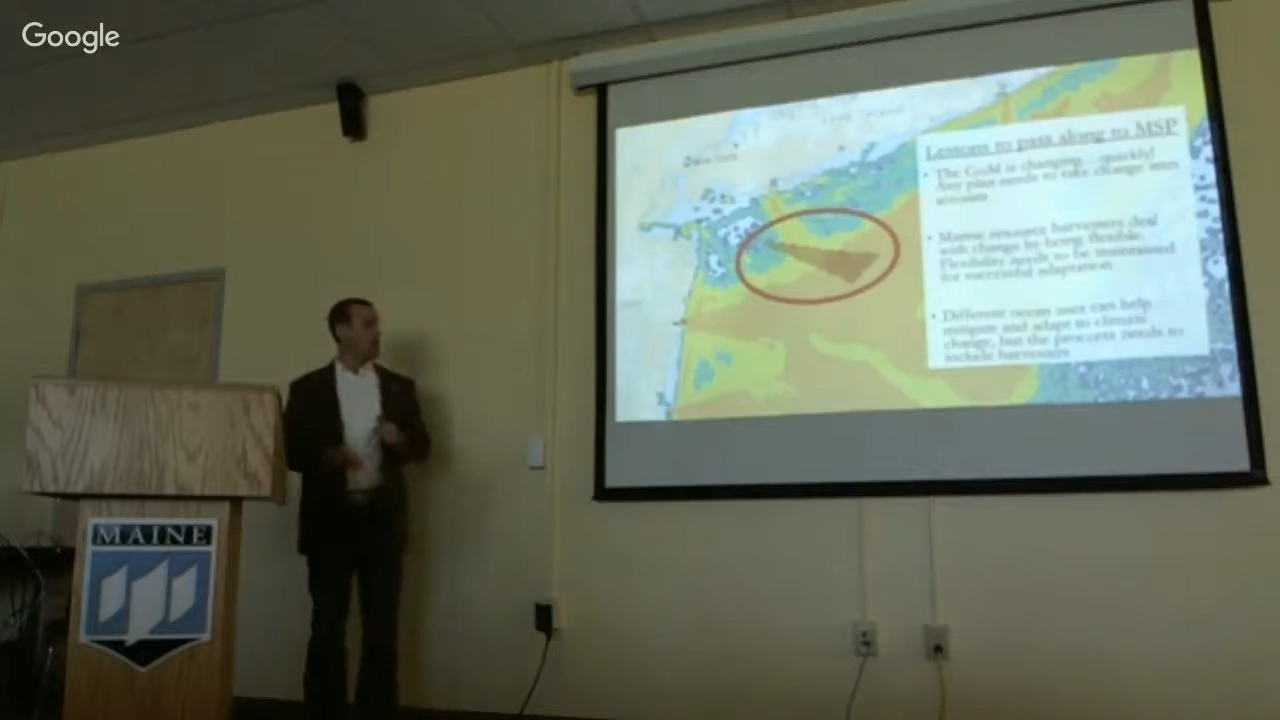 Google
Lessons to pass along to MSP
• The GoM is changing...quickly!
Any plan needs to take change into
account
• Marine resource harvesters deal
with change by being flexible.
Flexibility needs to be maintained
for successful adaptation
• Different ocean uses can help
mitigate and adapt to climate
change, but the process needs to
include harvesters
MAINE